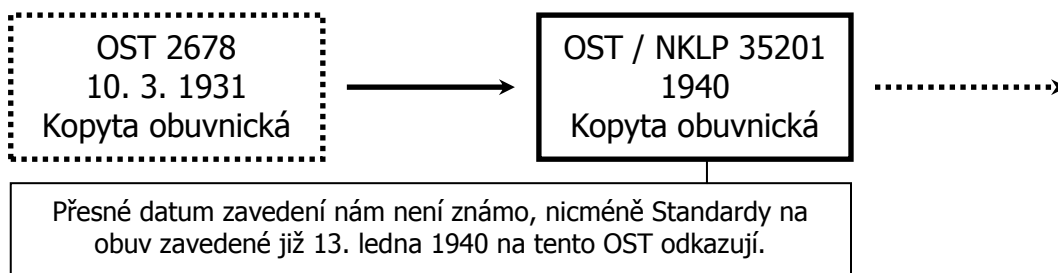 OST 2678
10. 3. 1931
Kopyta obuvnická
OST / NKLP 35201
1940
Kopyta obuvnická
Přesné datum zavedení nám není známo, nicméně Standardy na
obuv zavedené již 13. ledna 1940 na tento OST odkazují.